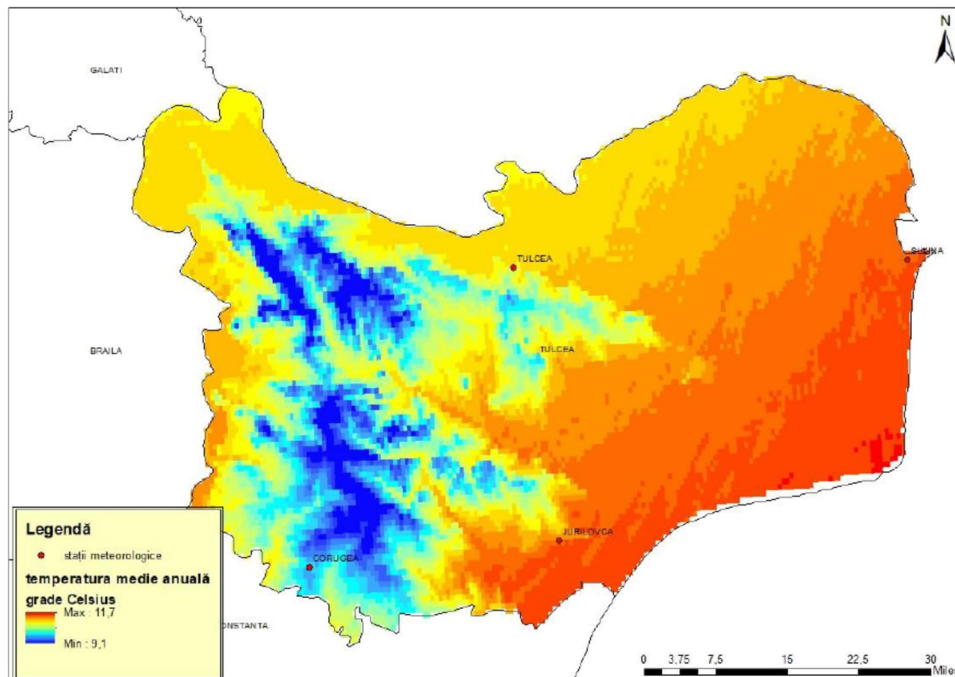 N
GALATI
TULCEA
SULINA
BRAILA
TULCEA
JURILOVCA
CORUGEA
CONSTANTA
Legendă
stații meteorologice
temperatura medie anuală
grade Celsius
Max : 11,7
Min : 9,1
0 3,75 7,5 15 22,5 30
Miles